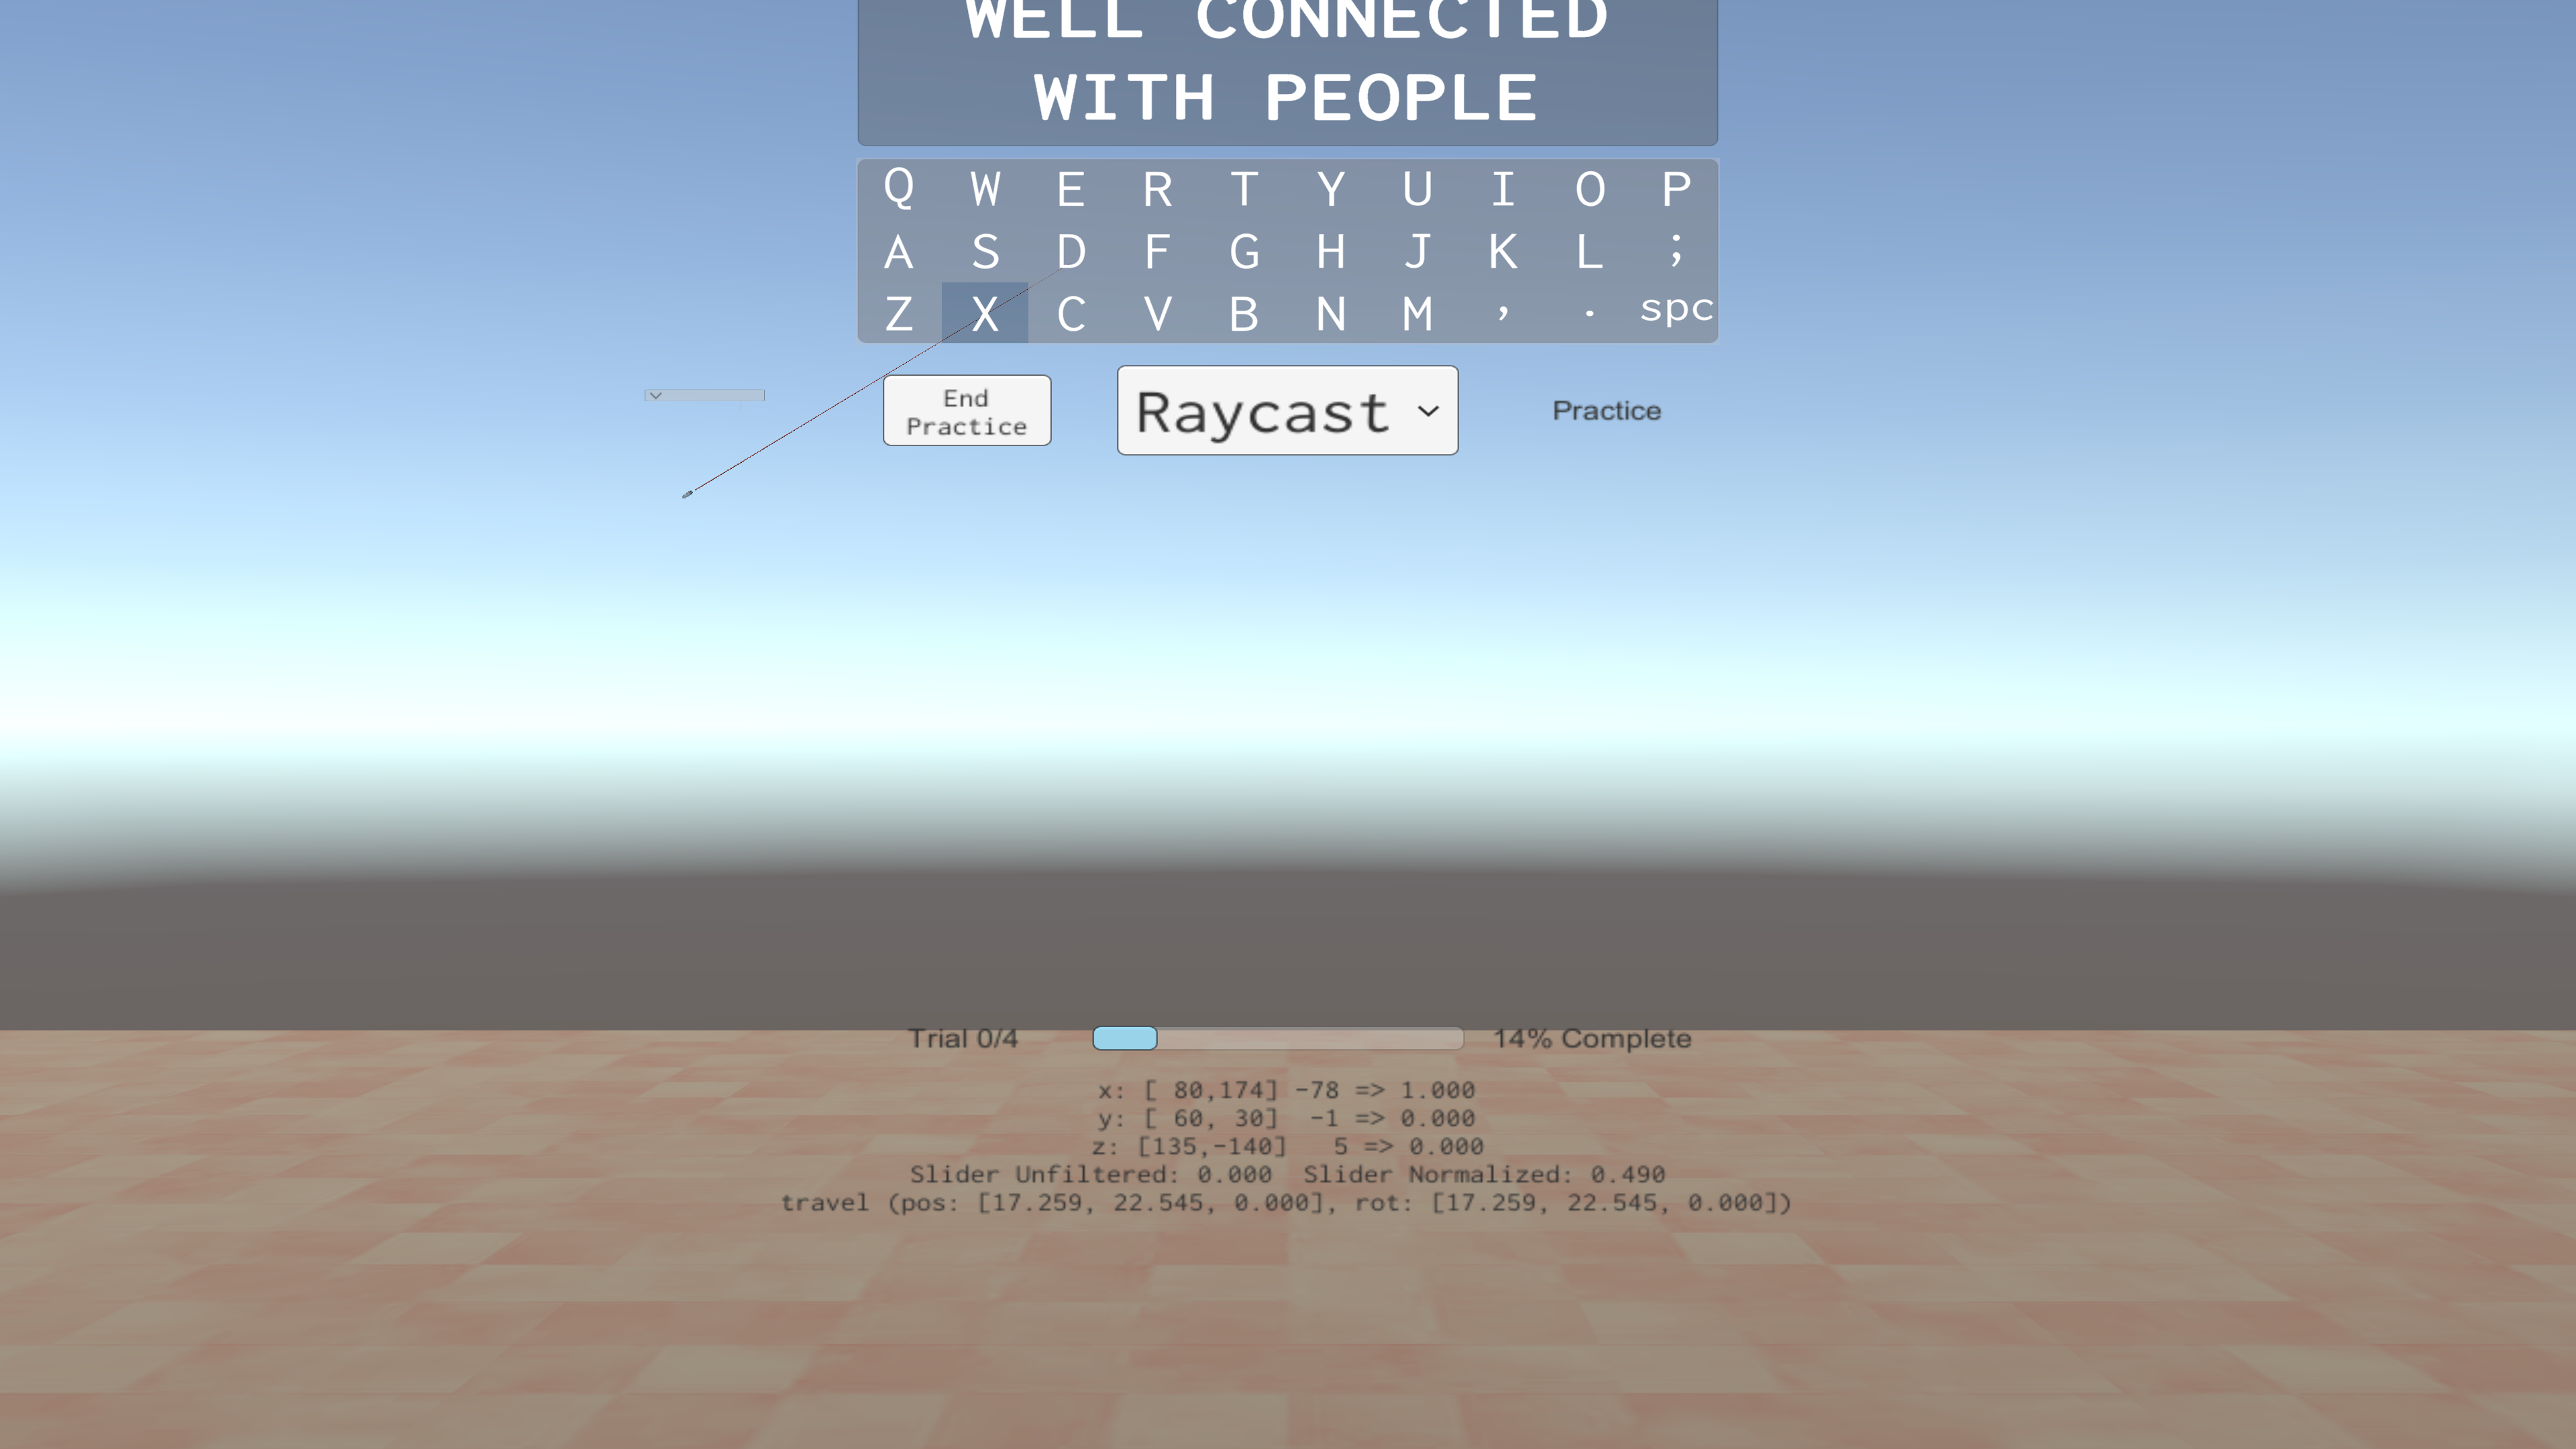 WELL CONNECTED
WITH PEOPLE
Q W E R T Y U I O P
A S D F G H J K L ;
Z X C V B N M , . spc
End
Practice
Raycast
Practice
Trial 0/4
14% Complete
x: [ 80,174] -78 => 1.000
y: [ 60, 30]  -1 => 0.000
z: [135,-140]   5 => 0.000
Slider Unfiltered: 0.000  Slider Normalized: 0.490
travel (pos: [17.259, 22.545, 0.000], rot: [17.259, 22.545, 0.000])